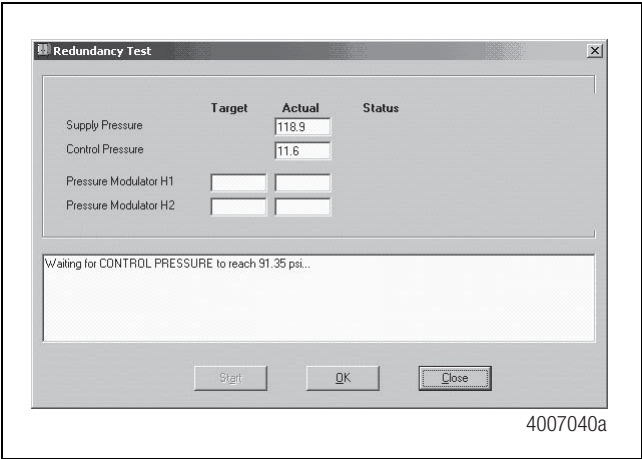 Redundancy Test
Target Actual Status
Supply Pressure 118.9
Control Pressure 11.6
Pressure Modulator H1
Pressure Modulator H2
Waiting for CONTROL PRESSURE to reach 91.35 psi...
Start OK Close
4007040a